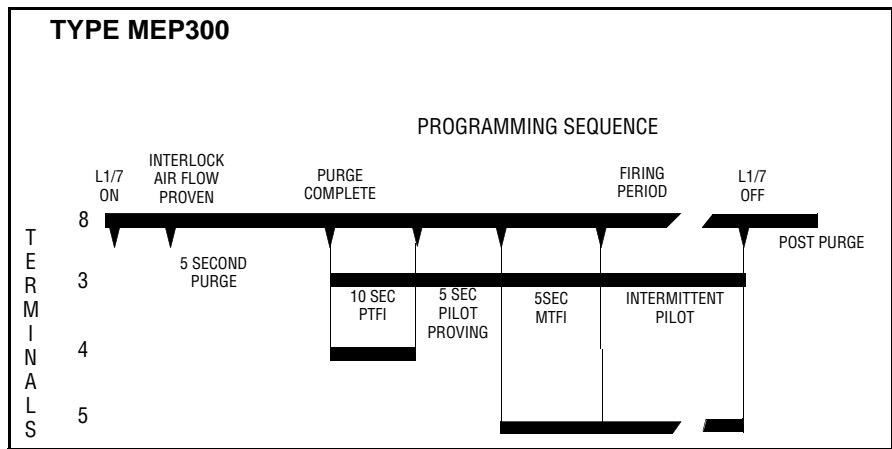 TYPE MEP300
PROGRAMMING SEQUENCE
L1/7
ON
INTERLOCK
AIR FLOW
PROVEN
PURGE
COMPLETE
FIRING
PERIOD
L1/7
OFF
8
5 SECOND
PURGE
POST PURGE
3
10 SEC
PTFI
5 SEC
PILOT
PROVING
5SEC
MTFI
INTERMITTENT
PILOT
4
5
TERMINALS